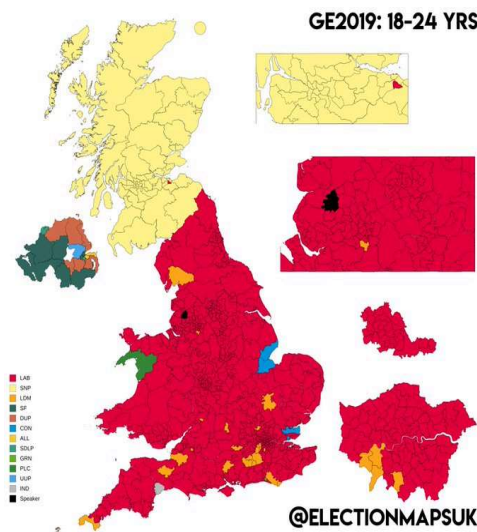 GE2019: 18-24 YRS
LAB
SNP
LDM
SF
DUP
CON
ALL
SDLP
GRN
PLC
UUP
IND
Speaker
@ELECTIONMAPSUK